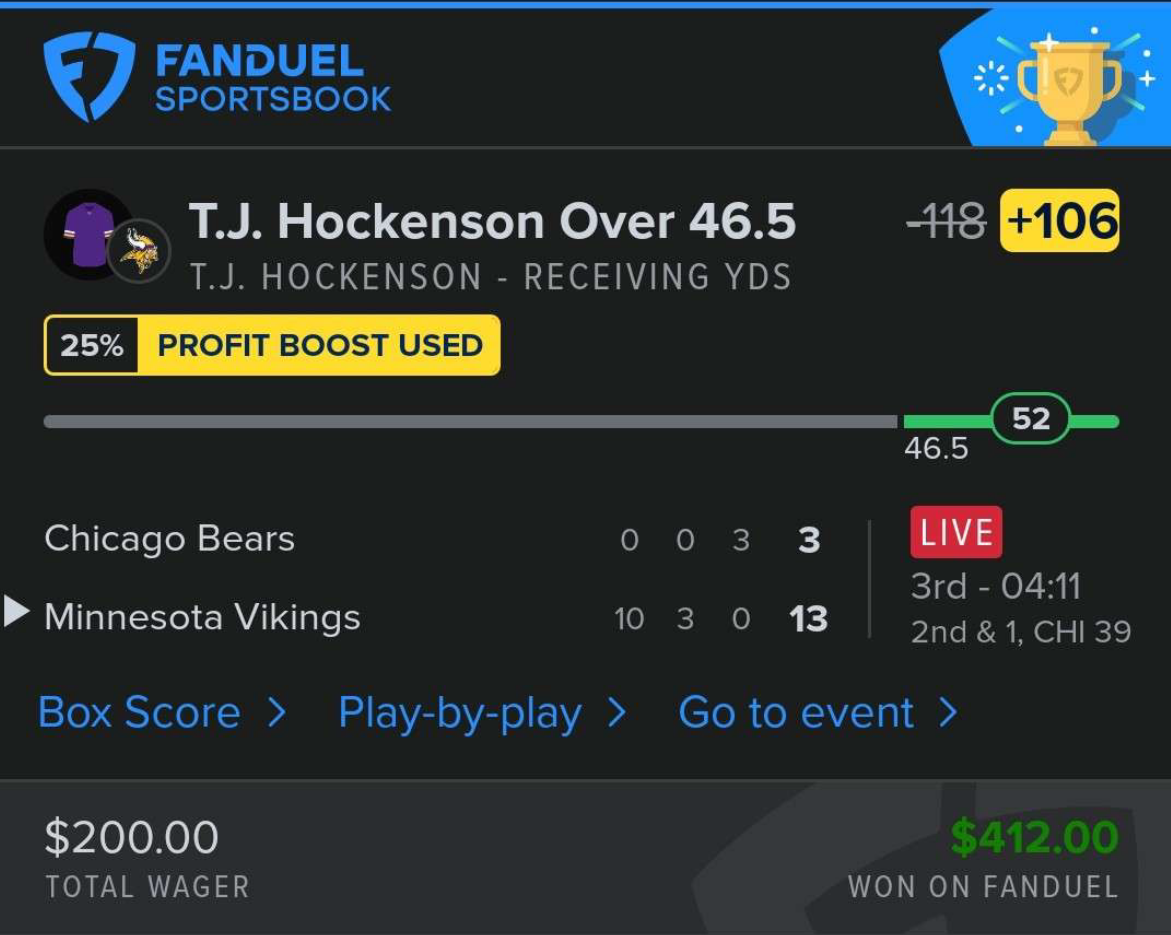 FANDUEL
SPORTSBOOK
T.J. Hockenson Over 46.5 -118 +106
T.J. HOCKENSON - RECEIVING YDS
25% PROFIT BOOST USED
52
46.5
Chicago Bears 0 0 3 3 LIVE
3rd - 04:11
Minnesota Vikings 10 3 0 13 2nd & 1, CHI 39
Box Score > Play-by-play > Go to event >
$200.00 $412.00
TOTAL WAGER WON ON FANDUEL